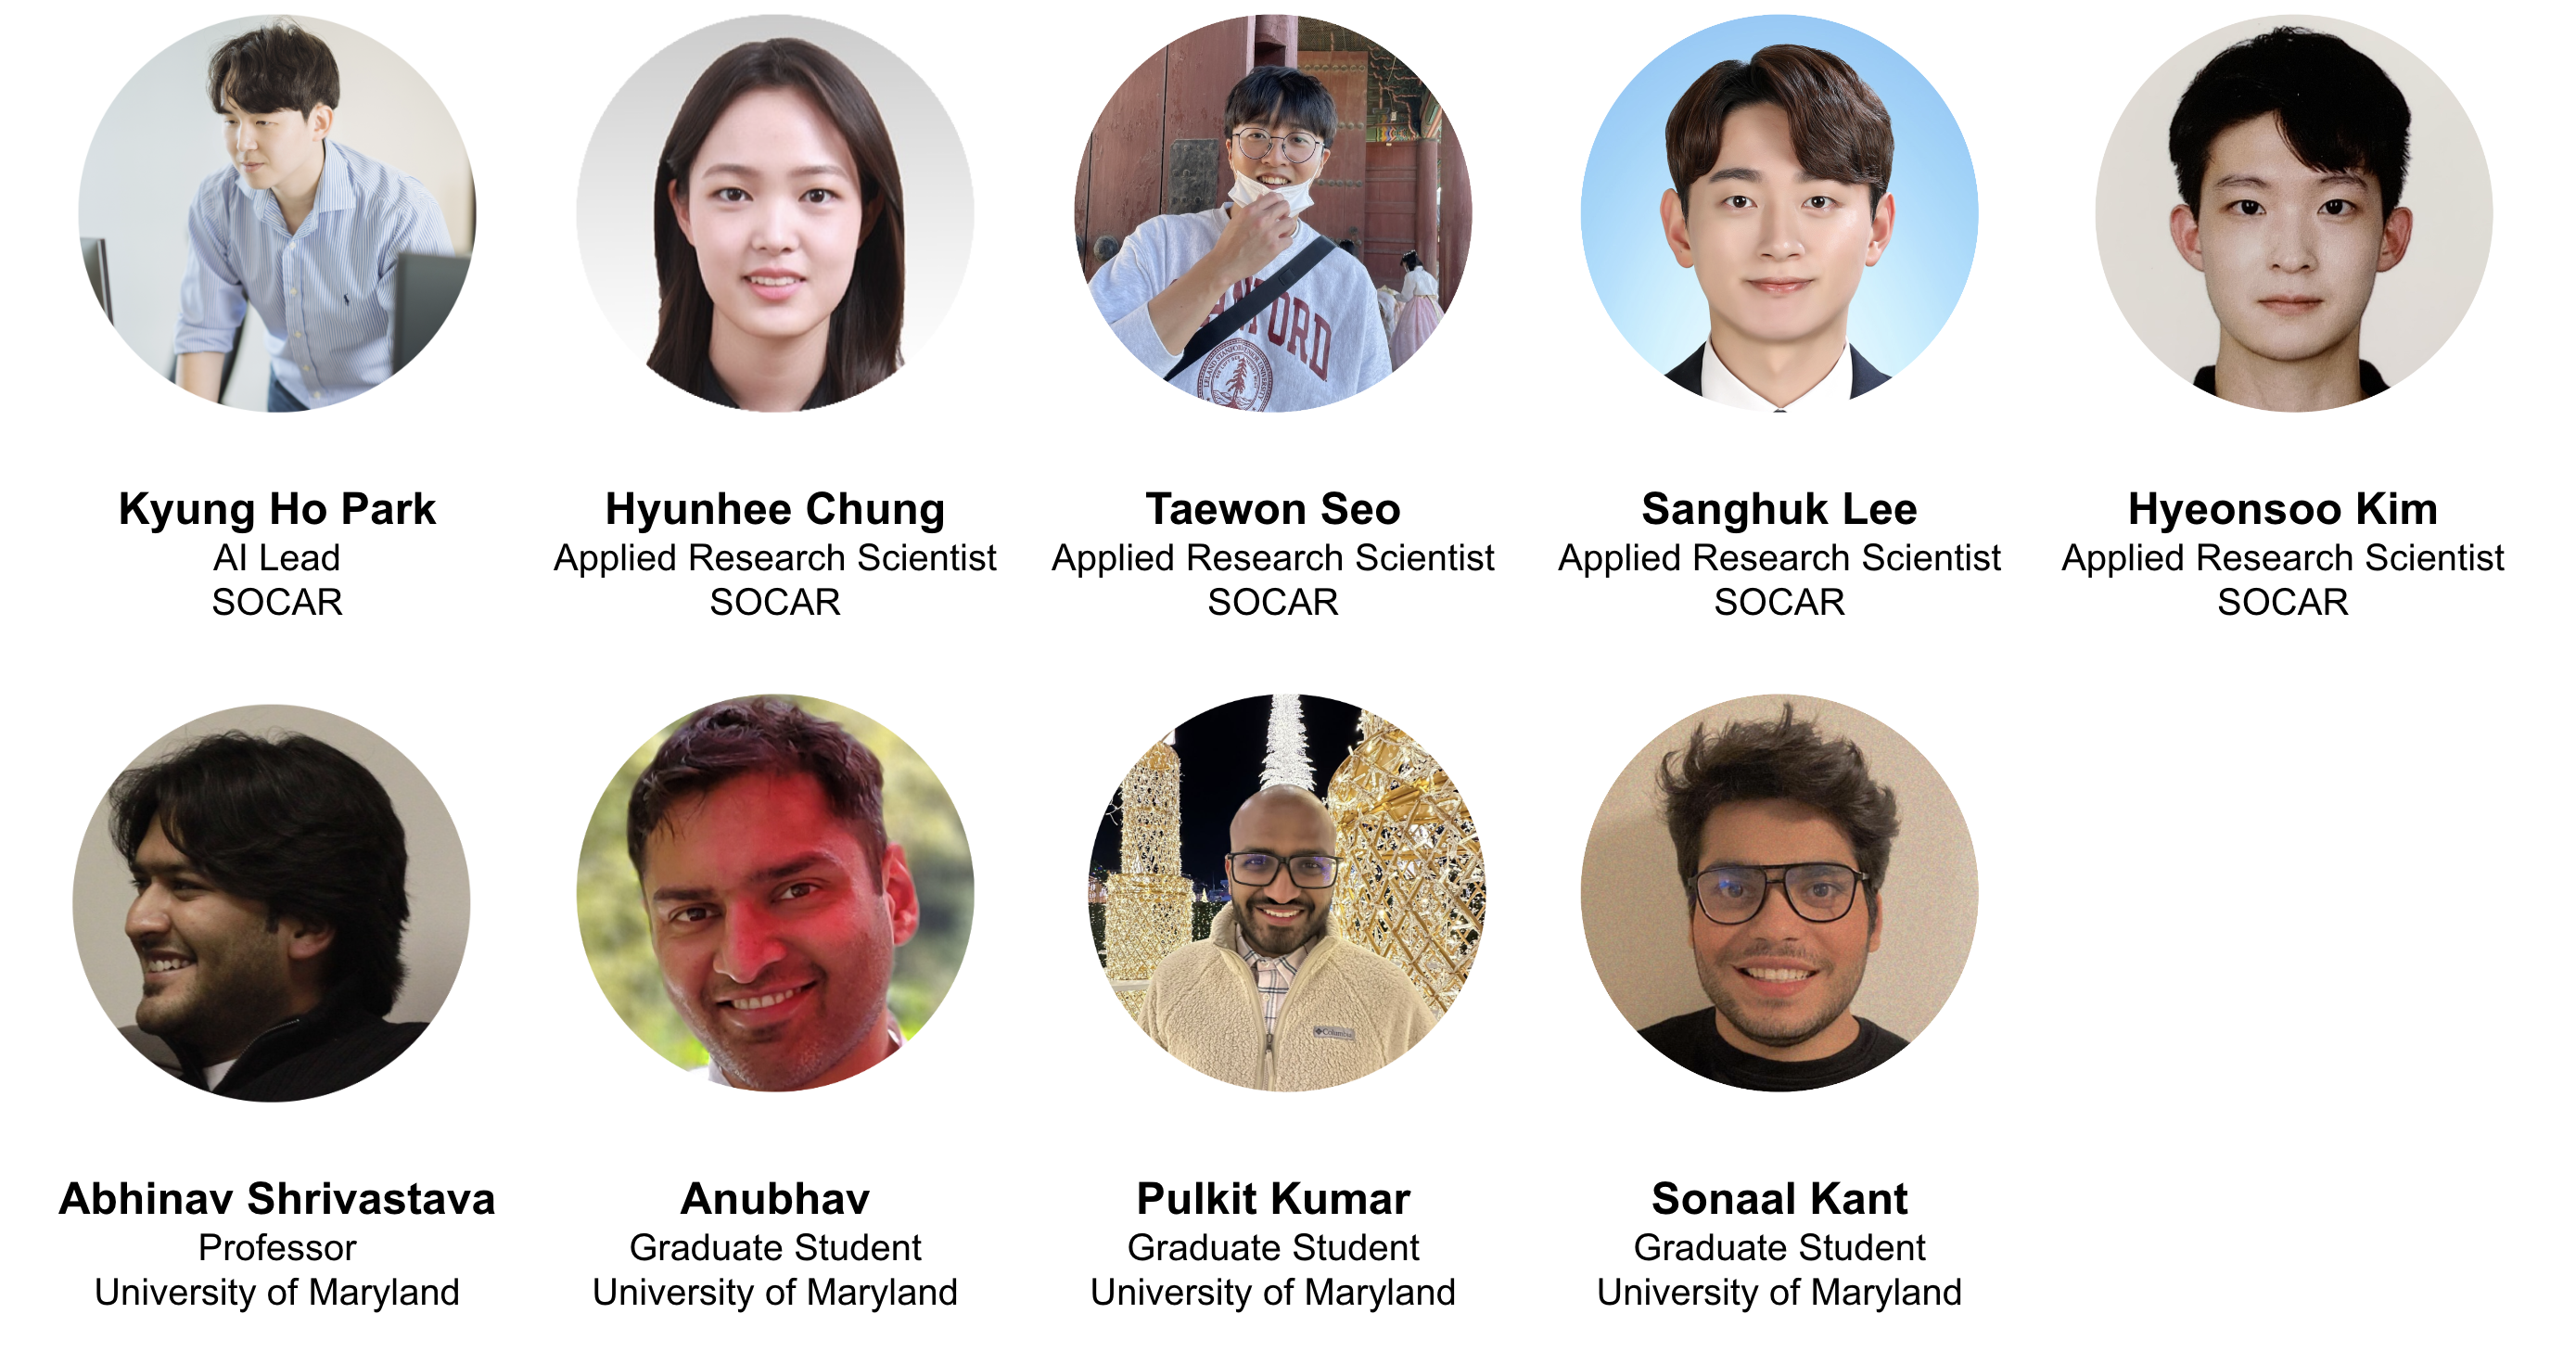 Kyung Ho Park
AI Lead
SOCAR
Hyunhee Chung
Applied Research Scientist
SOCAR
Taewon Seo
Applied Research Scientist
SOCAR
Sanghuk Lee
Applied Research Scientist
SOCAR
Hyeonsoo Kim
Applied Research Scientist
SOCAR
Columbia
Abhinav Shrivastava
Professor
University of Maryland
Anubhav
Graduate Student
University of Maryland
Pulkit Kumar
Graduate Student
University of Maryland
Sonaal Kant
Graduate Student
University of Maryland